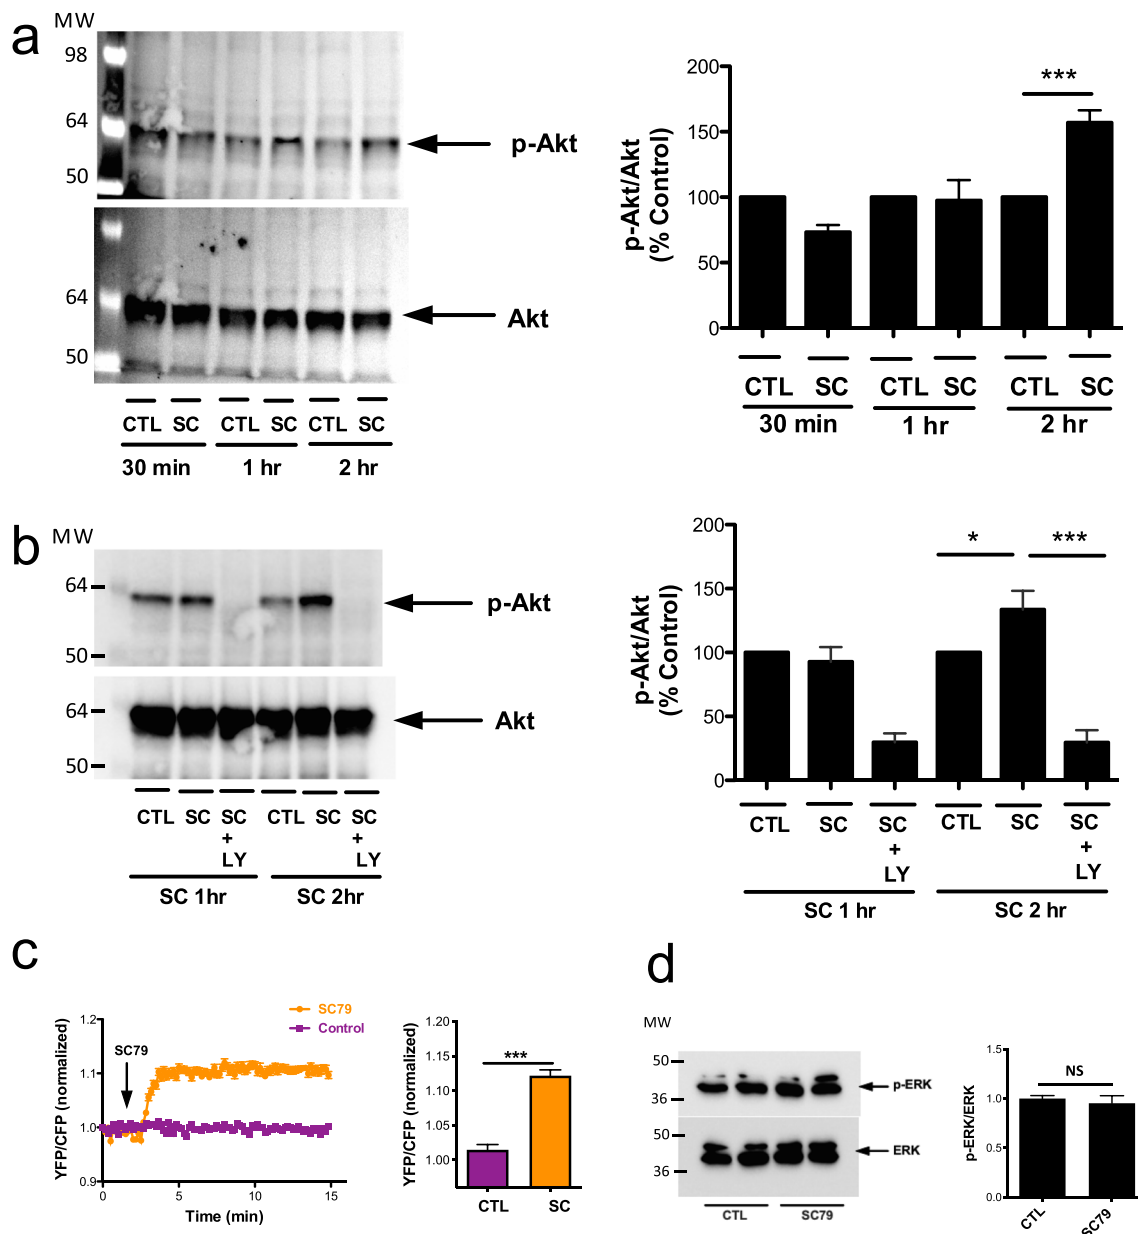 a
MW
98
64
50
p-Akt
64
50
Akt
CTL SC CTL SC CTL SC
30 min 1 hr 2 hr
p-Akt/Akt
(% Control)
200
150
100
50
0
***
CTL SC CTL SC CTL SC
30 min 1 hr 2 hr
b
MW
64
50
p-Akt
64
50
Akt
CTL SC SC + LY CTL SC SC + LY
SC 1hr SC 2hr
p-Akt/Akt
(% Control)
200
150
100
50
0
* ***
CTL SC SC + LY CTL SC SC + LY
SC 1 hr SC 2 hr
c
YFP/CFP (normalized)
1.2
1.1
1.0
0.9
SC79
SC79
Control
0 5 10 15
Time (min)
YFP/CFP (normalized)
1.20
1.15
1.10
1.05
1.00
***
CTL SC
d
MW
50
36
p-ERK
50
36
ERK
CTL SC79
p-ERK/ERK
1.5
1.0
0.5
0.0
NS
CTL SC79